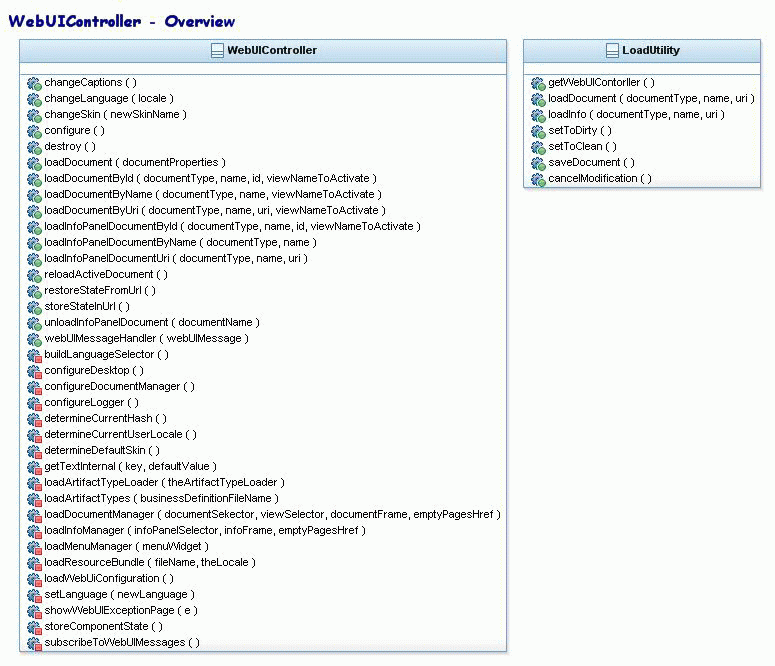 WebUIController - Overview
WebUIController
changeCaptions ( )
changeLanguage ( locale )
changeSkin ( newSkinName )
configure ( )
destroy ( )
loadDocument ( documentProperties )
loadDocumentById ( documentType, name, id, viewNameToActivate )
loadDocumentByName ( documentType, name, viewNameToActivate )
loadDocumentByUri ( documentType, name, uri, viewNameToActivate )
loadInfoPanelDocumentById ( documentType, name, id, viewNameToActivate )
loadInfoPanelDocumentByName ( documentType, name )
loadInfoPanelDocumentUri ( documentType, name, uri )
reloadActiveDocument ( )
restoreStateFromUrl ( )
storeStateInUrl ( )
unloadInfoPanelDocument ( documentName )
webUIMessageHandler ( webUIMessage )
buildLanguageSelector ( )
configureDesktop ( )
configureDocumentManager ( )
configureLogger ( )
determineCurrentHash ( )
determineCurrentUserLocale ( )
determineDefaultSkin ( )
getTextInternal ( key, defaultValue )
loadArtifactTypeLoader ( theArtifactTypeLoader )
loadArtifactTypes ( businessDefinitionFileName )
loadDocumentManager ( documentSekector, viewSelector, documentFrame, emptyPagesHref )
loadInfoManager ( infoPanelSelector, infoFrame, emptyPagesHref )
loadMenuManager ( menuWidget )
loadResourceBundle ( fileName, theLocale )
loadWebUiConfiguration ( )
setLanguage ( newLanguage )
showWebUIExceptionPage ( e )
storeComponentState ( )
subscribeToWebUIMessages ( )
LoadUtility
getWebUIContorller ( )
loadDocument ( documentType, name, uri )
loadInfo ( documentType, name, uri )
setToDirty ( )
setToClean ( )
saveDocument ( )
cancelModification ( )